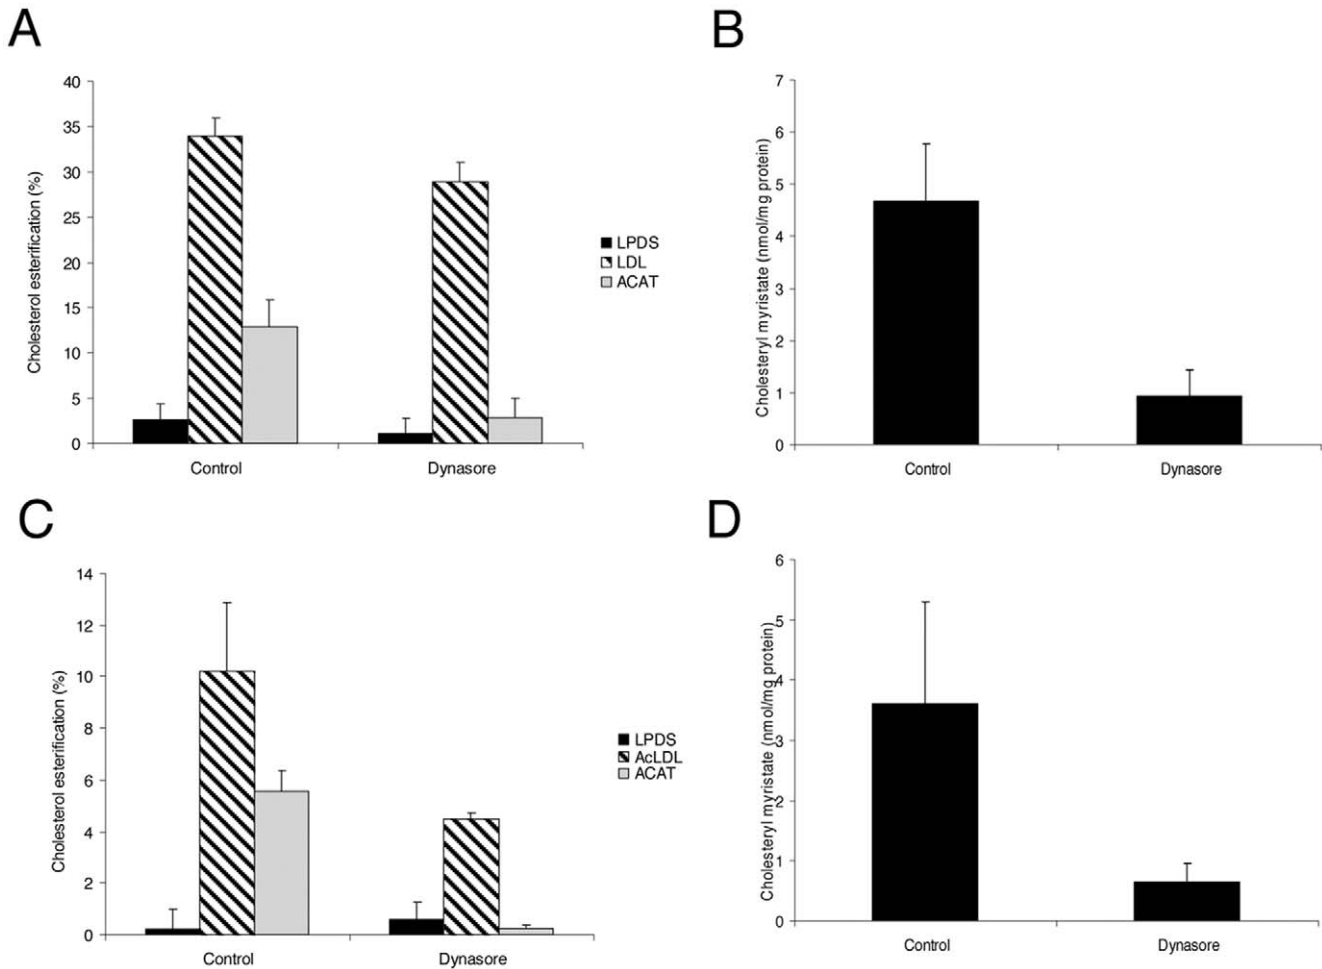 A
Cholesterol esterification (%)
40
35
30
25
20
15
10
5
0
Control
Dynasore
LPDS
LDL
ACAT
B
Cholesteryl myristate (nmol/mg protein)
7
6
5
4
3
2
1
0
Control
Dynasore
C
Cholesterol esterification (%)
14
12
10
8
6
4
2
0
Control
Dynasore
LPDS
AcLDL
ACAT
D
Cholesteryl myristate (nmol/mg protein)
6
5
4
3
2
1
0
Control
Dynasore